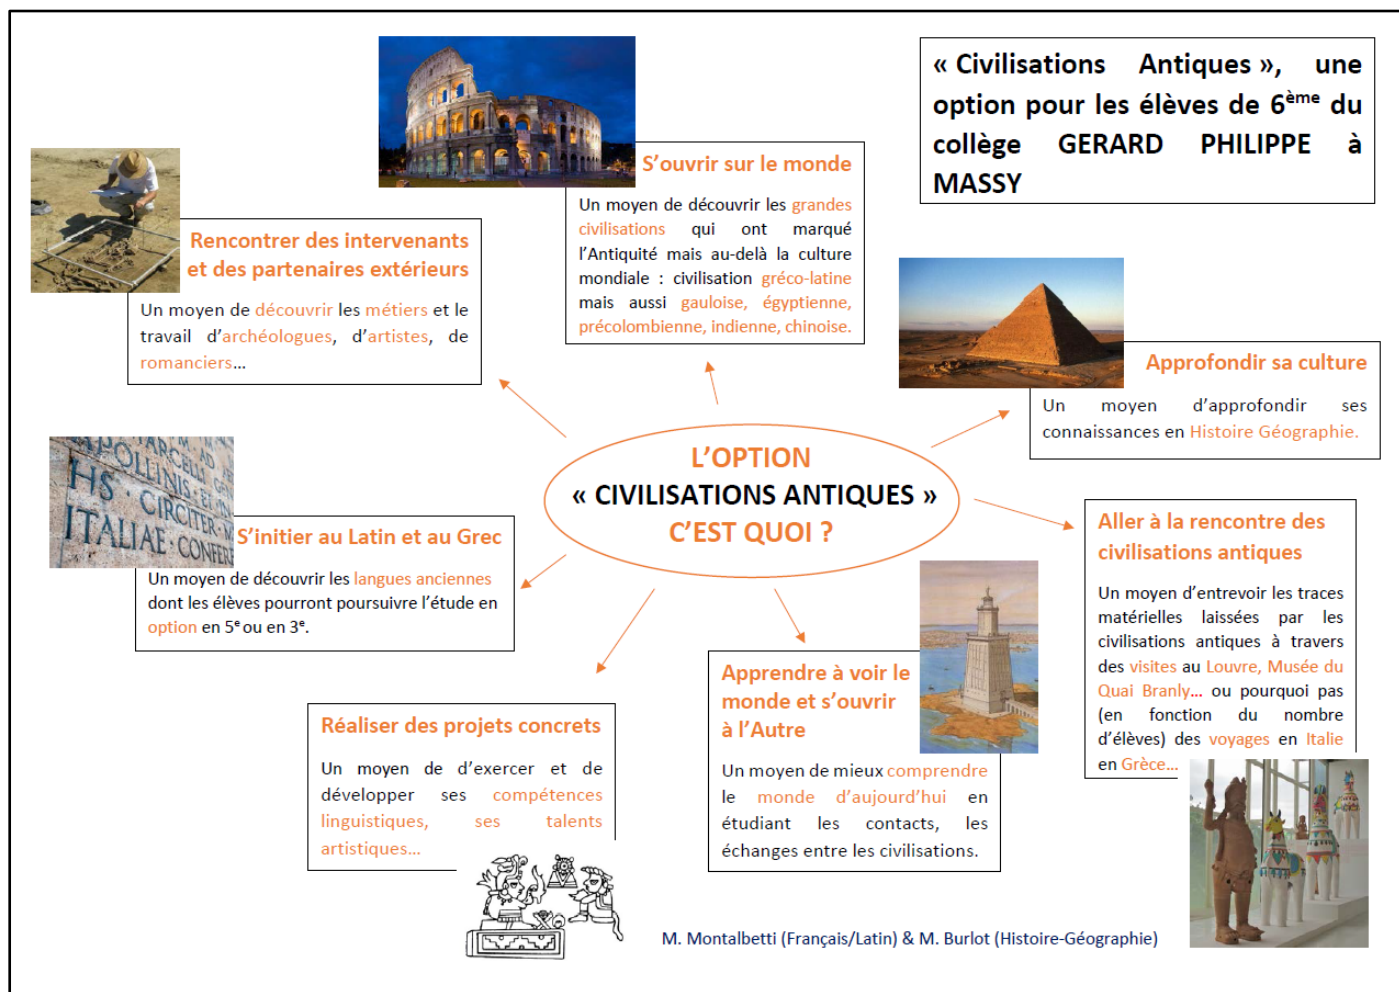 « Civilisations Antiques », une
option pour les élèves de 6ème du
collège GERARD PHILIPPE à
MASSY
S’ouvrir sur le monde
Un moyen de découvrir les grandes
civilisations qui ont marqué
l’Antiquité mais au-delà la culture
mondiale : civilisation gréco-latine
mais aussi gauloise, égyptienne,
précolombienne, indienne, chinoise.
Rencontrer des intervenants
et des partenaires extérieurs
Un moyen de découvrir les métiers et le
travail d’archéologues, d’artistes, de
romanciers…
Approfondir sa culture
Un moyen d’approfondir ses
connaissances en Histoire Géographie.
L’OPTION
« CIVILISATIONS ANTIQUES »
C’EST QUOI ?
ARCELLI
POLLINIS
HS · CIRCITER
ITALIAE · CONFER
S’initier au Latin et au Grec
Un moyen de découvrir les langues anciennes
dont les élèves pourront poursuivre l’étude en
option en 5e ou en 3e.
Aller à la rencontre des
civilisations antiques
Un moyen d’entrevoir les traces
matérielles laissées par les
civilisations antiques à travers
des visites au Louvre, Musée du
Quai Branly… ou pourquoi pas
(en fonction du nombre
d’élèves) des voyages en Italie
en Grèce…
Réaliser des projets concrets
Un moyen de d’exercer et de
développer ses compétences
linguistiques, ses talents
artistiques…
Apprendre à voir le
monde et s’ouvrir
à l’Autre
Un moyen de mieux comprendre
le monde d’aujourd’hui en
étudiant les contacts, les
échanges entre les civilisations.
M. Montalbetti (Français/Latin) & M. Burlot (Histoire-Géographie)